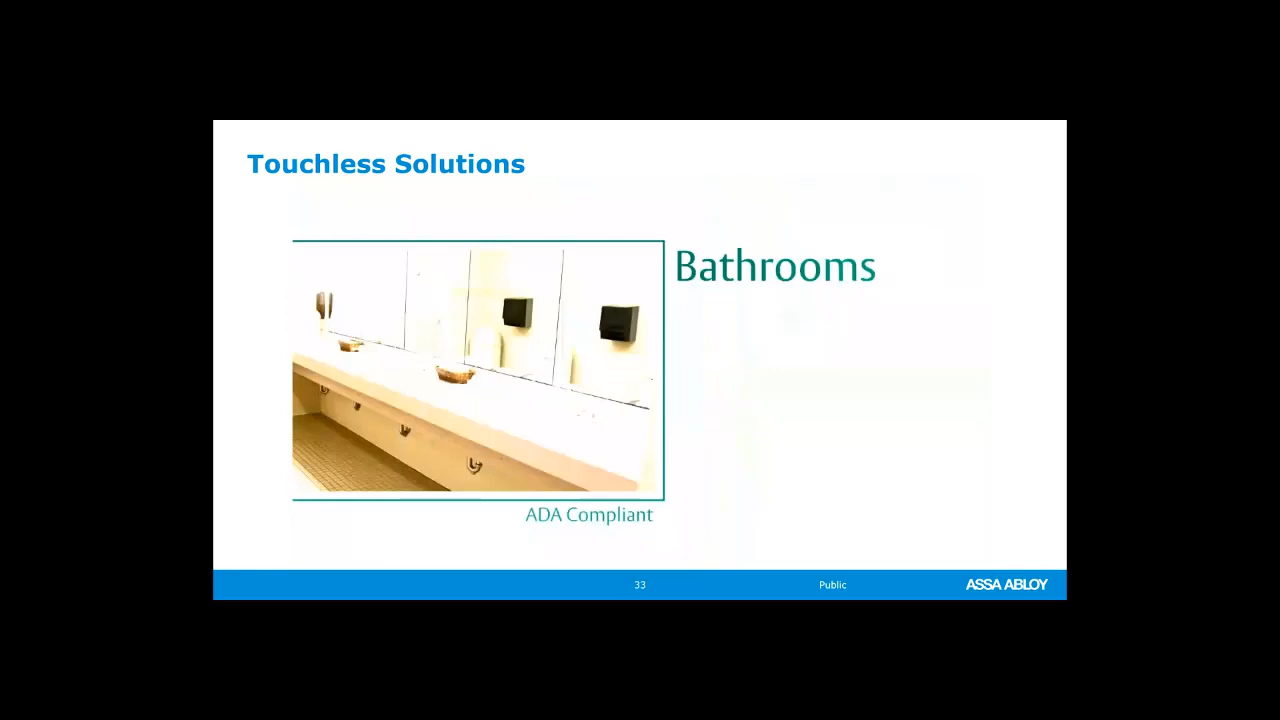 Touchless Solutions
Bathrooms
ADA Compliant
33
Public
ASSA ABLOY